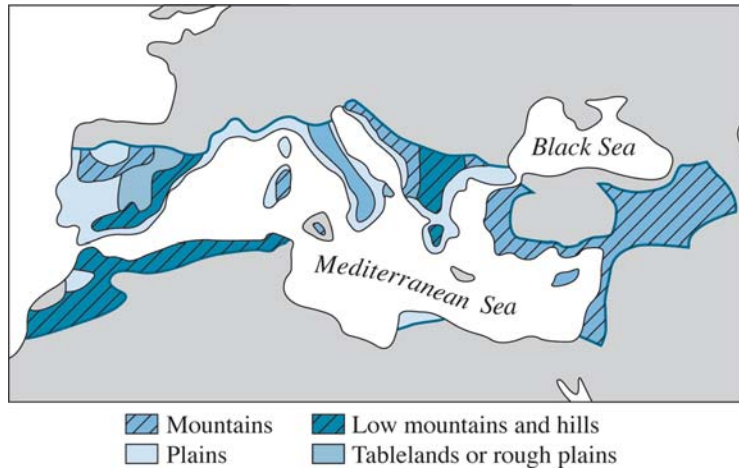 Black Sea
Mediterranean Sea
Mountains
Low mountains and hills
Plains
Tablelands or rough plains